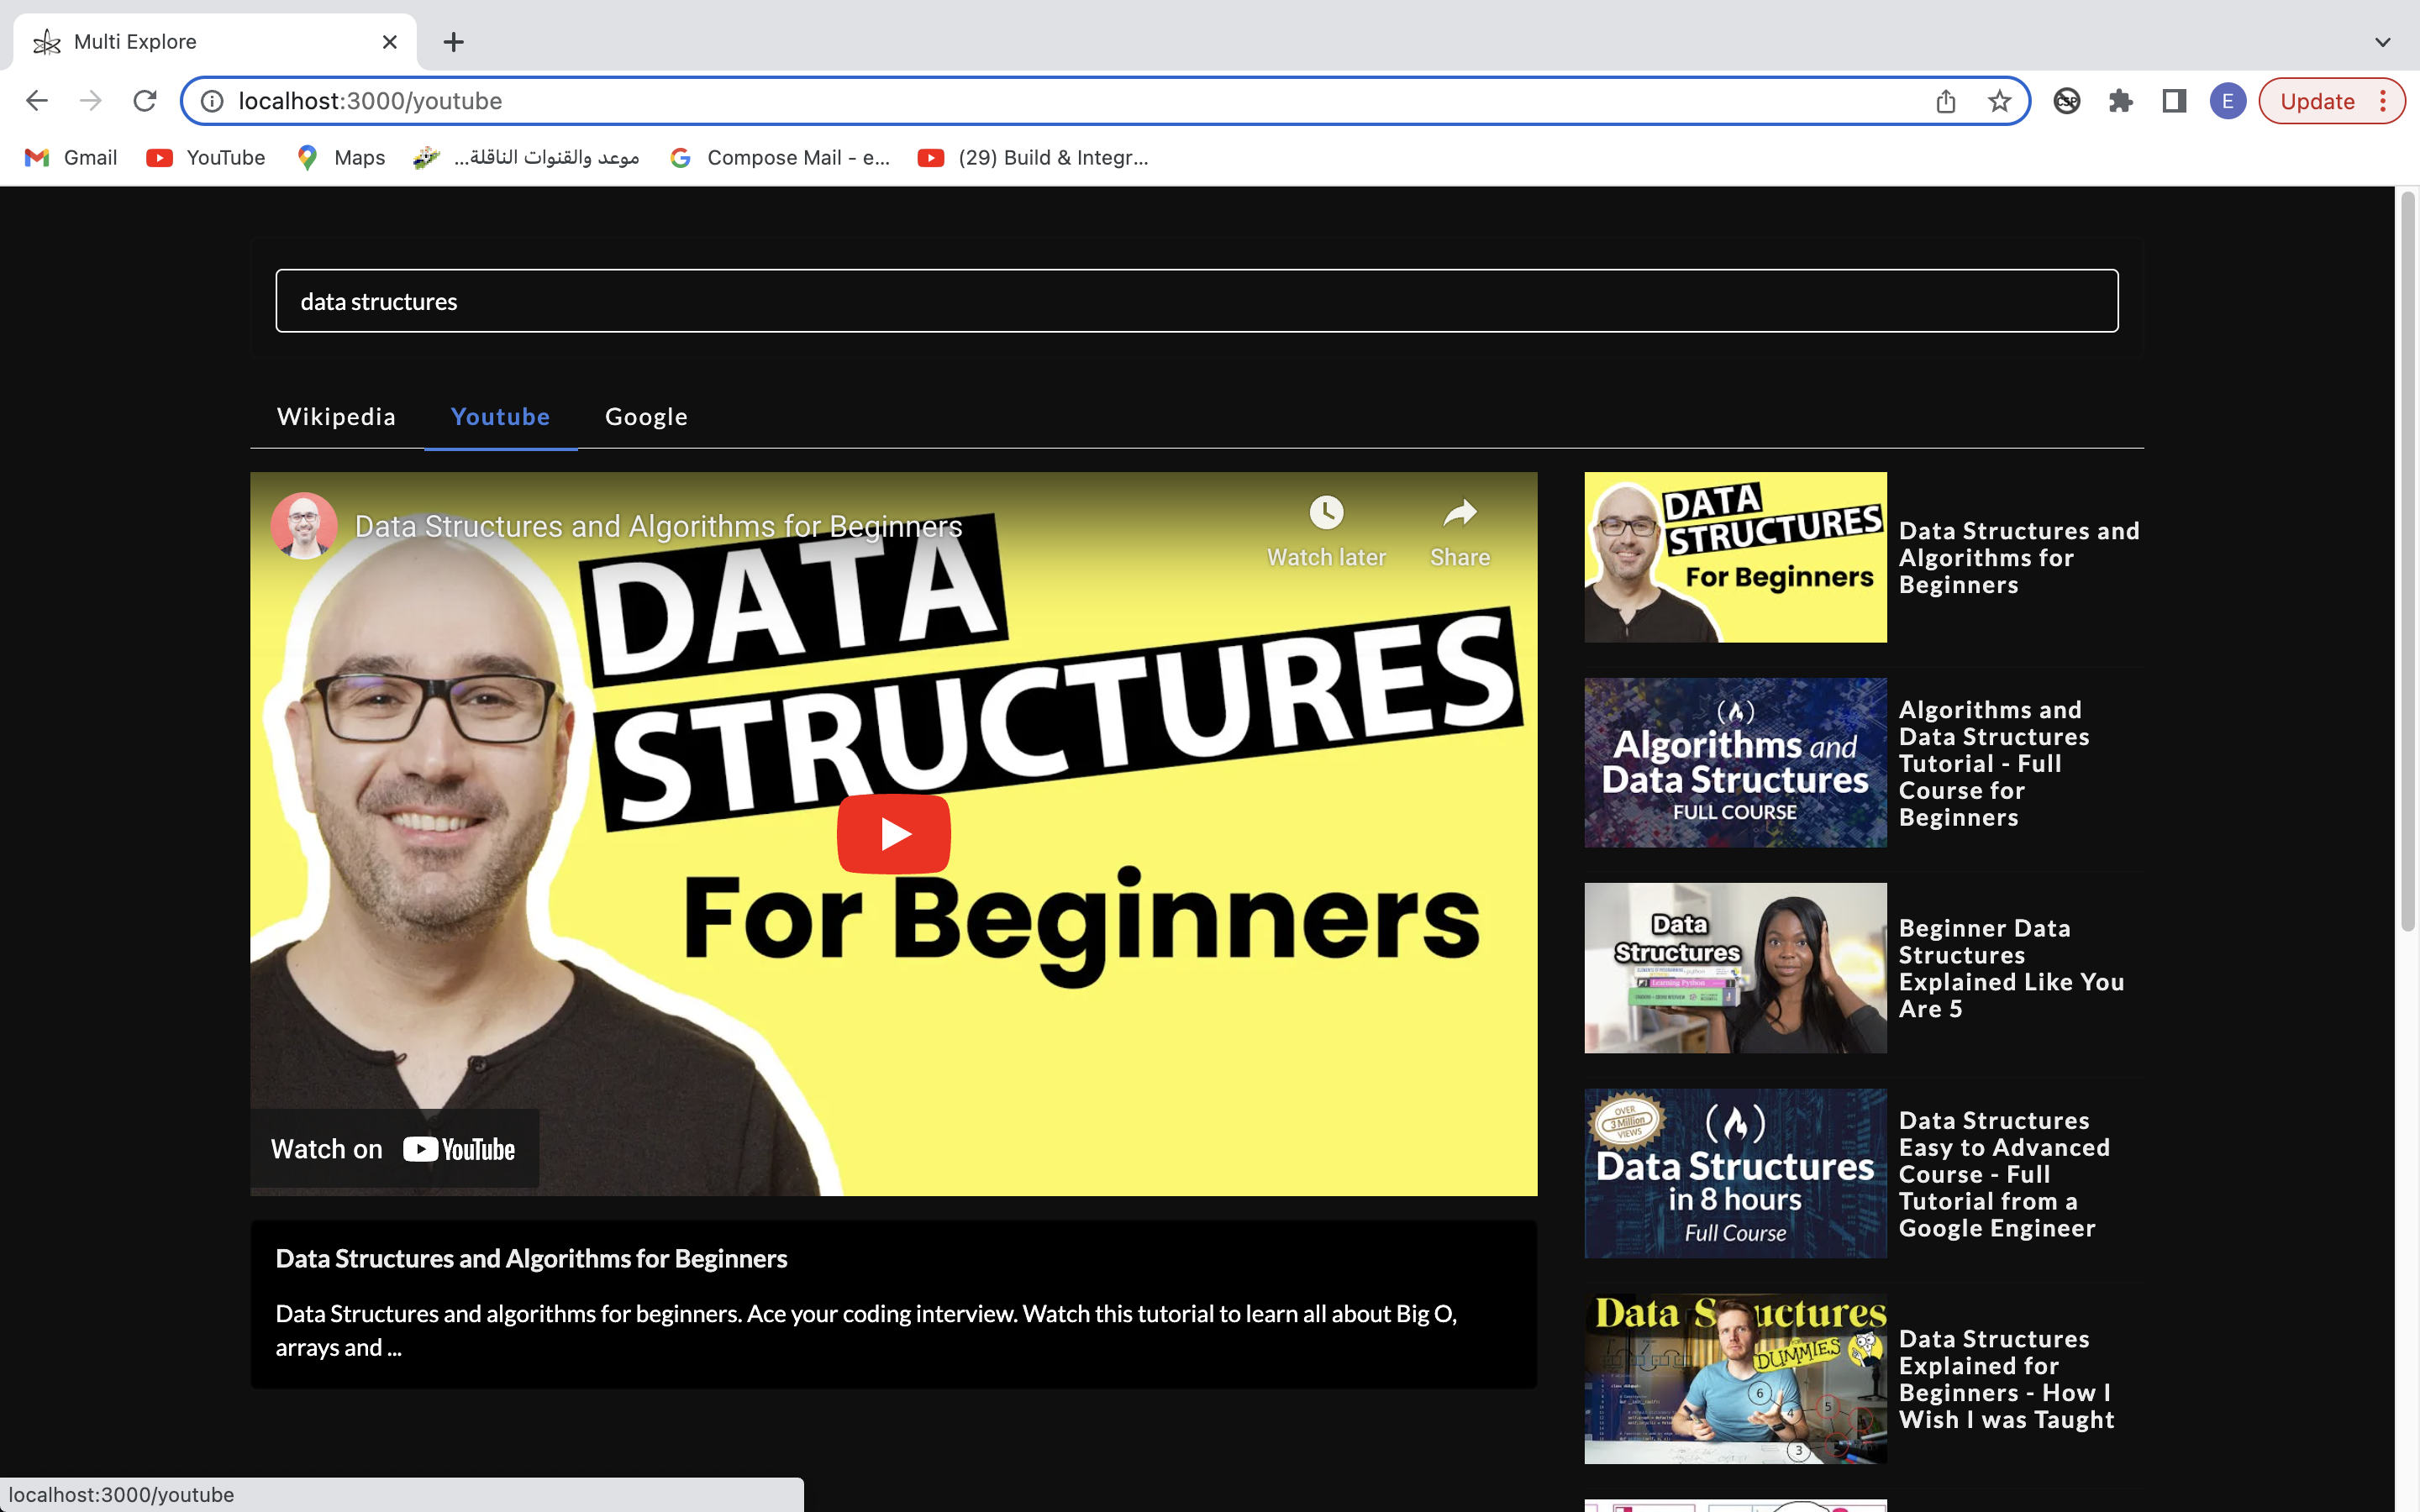 Multi Explore
localhost:3000/youtube
CSP
E
Update
Gmail
YouTube
Maps
موعد والقنوات الناقلة...
Compose Mail - e...
(29) Build & Integr...
data structures
Wikipedia
Youtube
Google
Data Structures and Algorithms for Beginners
Watch later
Share
DATA
STRUCTURES
For Beginners
Watch on YouTube
Data Structures and Algorithms for Beginners
Data Structures and algorithms for beginners. Ace your coding interview. Watch this tutorial to learn all about Big O,
arrays and ...
DATA
STRUCTURES
For Beginners
Data Structures and
Algorithms for
Beginners
Algorithms and
Data Structures
FULL COURSE
Algorithms and
Data Structures
Tutorial - Full
Course for
Beginners
Data
Structures
Learning Python
Beginner Data
Structures
Explained Like You
Are 5
OVER
3 Million
VIEWS
Data Structures
in 8 hours
Full Course
Data Structures
Easy to Advanced
Course - Full
Tutorial from a
Google Engineer
Data Structures
DUMMIES
6
4
5
3
Data Structures
Explained for
Beginners - How I
Wish I was Taught
localhost:3000/youtube